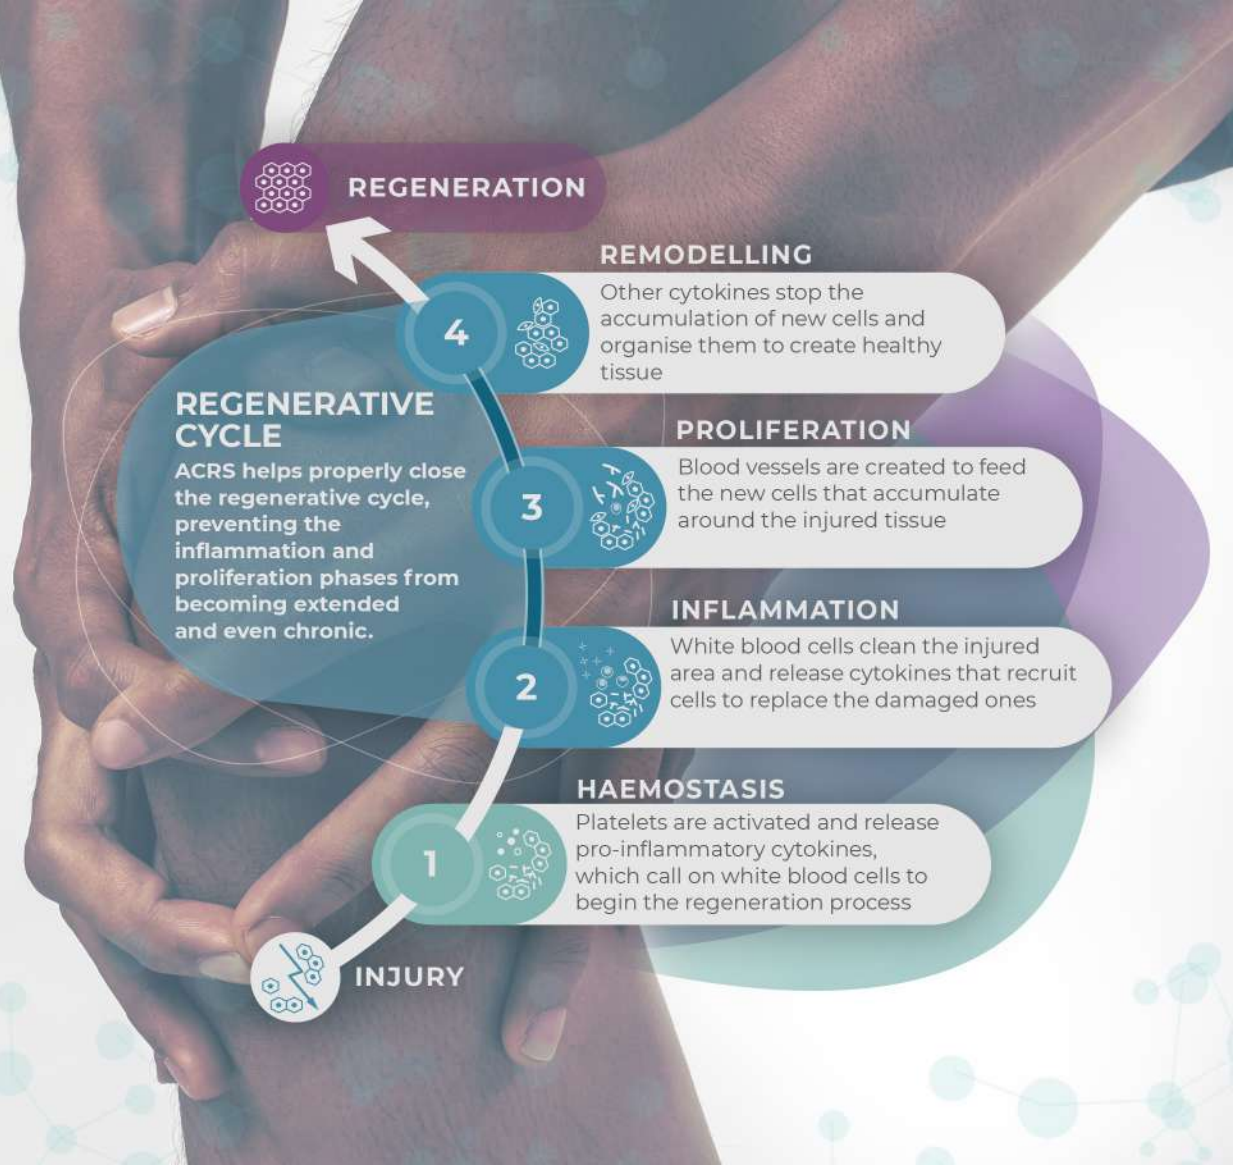 REGENERATION
REMODELLING
4
Other cytokines stop the
accumulation of new cells and
organise them to create healthy
tissue
REGENERATIVE
CYCLE
ACRS helps properly close
the regenerative cycle,
preventing the
inflammation and
proliferation phases from
becoming extended
and even chronic.
PROLIFERATION
3
Blood vessels are created to feed
the new cells that accumulate
around the injured tissue
INFLAMMATION
2
White blood cells clean the injured
area and release cytokines that recruit
cells to replace the damaged ones
HAEMOSTASIS
1
Platelets are activated and release
pro-inflammatory cytokines,
which call on white blood cells to
begin the regeneration process
INJURY